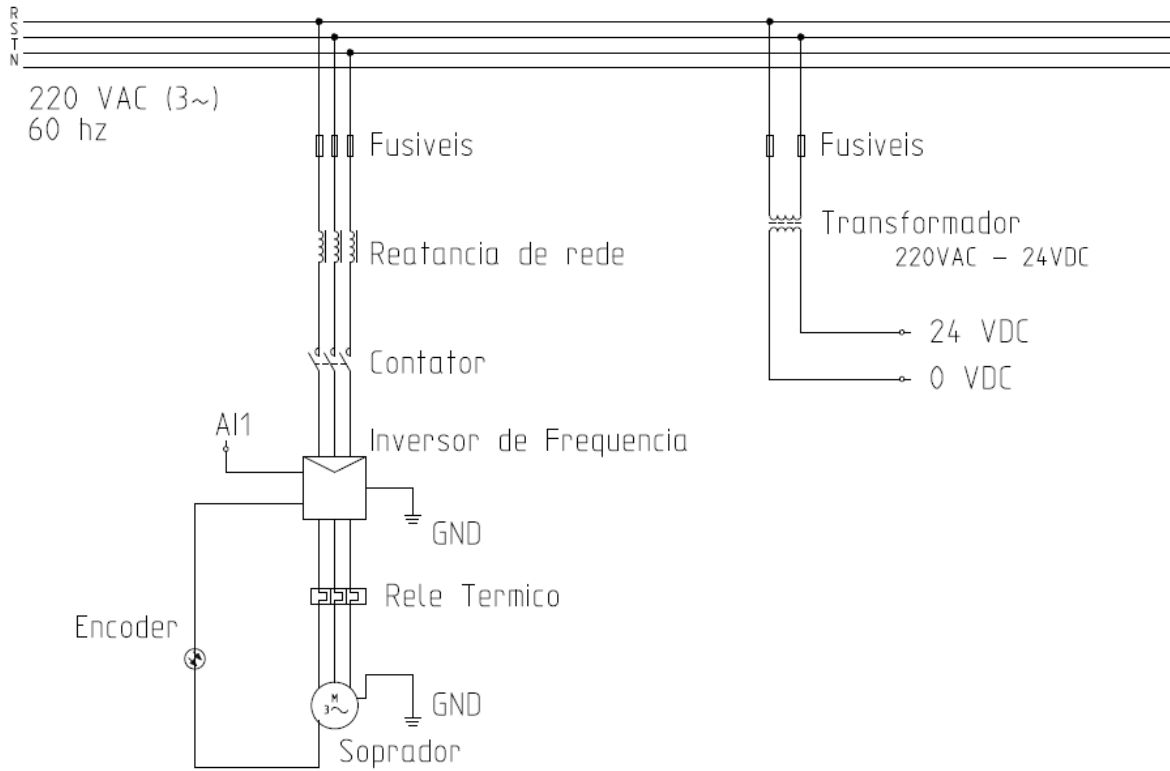 R
S
T
N
220 VAC (3~)
60 hz
Fusiveis
Fusiveis
Transformador
220VAC - 24VDC
Reatancia de rede
24 VDC
Contator
0 VDC
AI1
Inversor de Frequencia
GND
Rele Termico
Encoder
M
3~
GND
Soprador